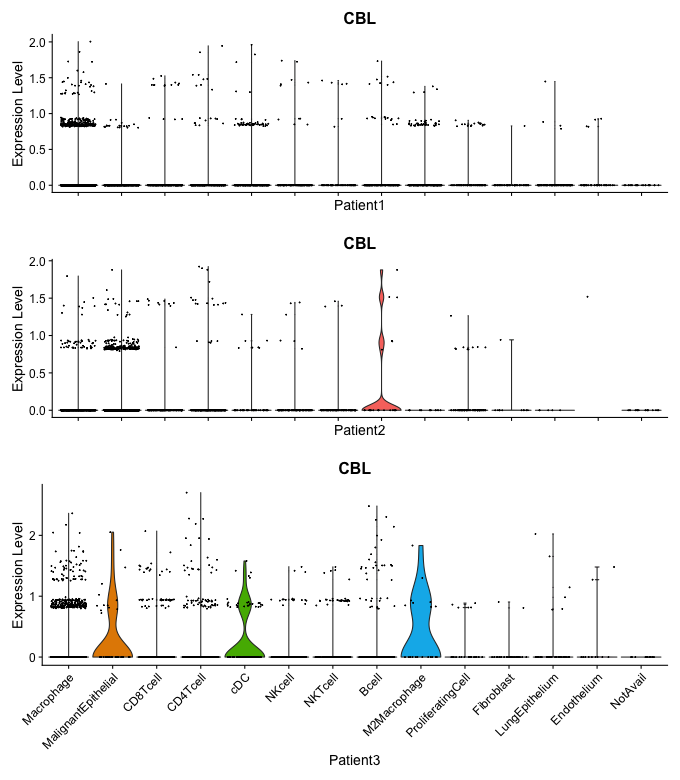 CBL
Expression Level
2.0
1.5
1.0
0.5
0.0
Patient1
CBL
Expression Level
2.0
1.5
1.0
0.5
0.0
Patient2
CBL
Expression Level
2
1
0
Macrophage
MalignantEpithelial
CD8Tcell
CD4Tcell
cDC
NKcell
NKTcell
Bcell
M2Macrophage
ProliferatingCell
Fibroblast
LungEpithelium
Endothelium
NotAvail
Patient3